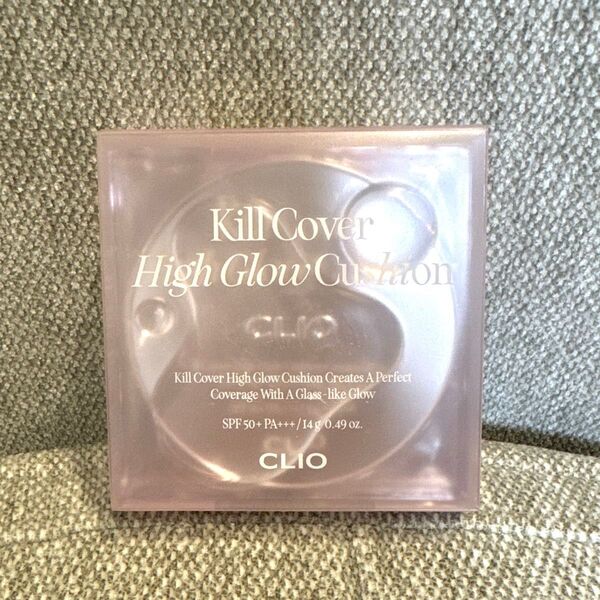 Kill Cover
High Glow Cushion
CLIO
Kill Cover High Glow Cushion Creates A Perfect
Coverage With A Glass-like Glow
SPF 50+ PA+++ / 14 g 0.49 oz.
CLIO